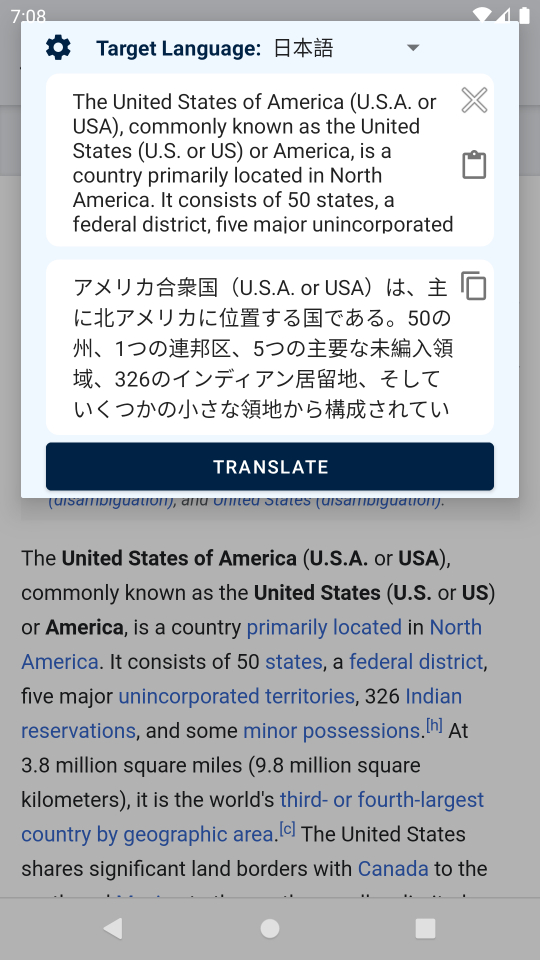 7:08
Target Language: 日本語
The United States of America (U.S.A. or
USA), commonly known as the United
States (U.S. or US) or America, is a
country primarily located in North
America. It consists of 50 states, a
federal district, five major unincorporated
アメリカ合衆国（U.S.A. or USA）は、主
に北アメリカに位置する国である。50の
州、1つの連邦区、5つの主要な未編入領
域、326のインディアン居留地、そして
いくつかの小さな領地から構成されてい
TRANSLATE
(disambiguation), and United States (disambiguation).
The United States of America (U.S.A. or USA),
commonly known as the United States (U.S. or US)
or America, is a country primarily located in North
America. It consists of 50 states, a federal district,
five major unincorporated territories, 326 Indian
reservations, and some minor possessions.[h] At
3.8 million square miles (9.8 million square
kilometers), it is the world's third- or fourth-largest
country by geographic area.[c] The United States
shares significant land borders with Canada to the